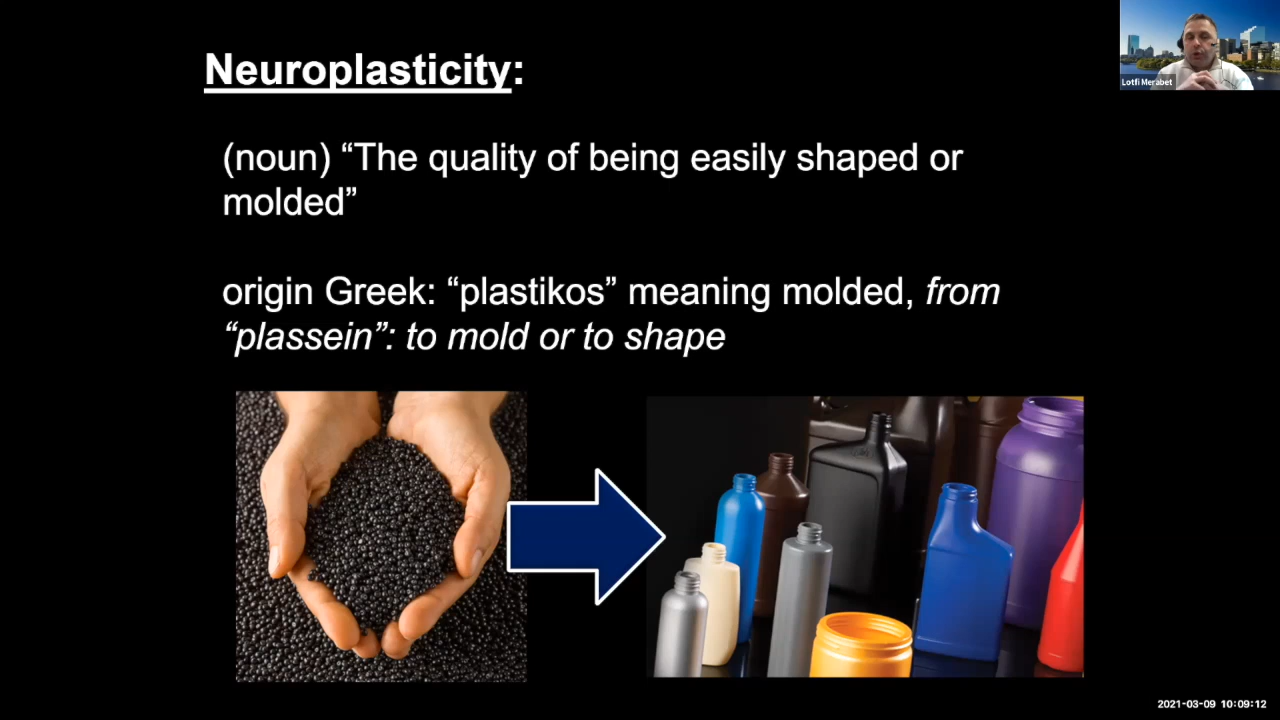 Neuroplasticity:
(noun) “The quality of being easily shaped or
molded”
origin Greek: “plastikos” meaning molded, from
“plassein”: to mold or to shape
Lotfi Merabet
2021-03-09 10:09:12